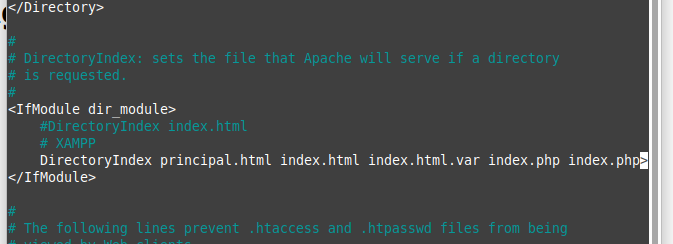 </Directory>
#
# DirectoryIndex: sets the file that Apache will serve if a directory
# is requested.
#
<IfModule dir_module>
#DirectoryIndex index.html
# XAMPP
DirectoryIndex principal.html index.html index.html.var index.php index.php>
</IfModule>
#
# The following lines prevent .htaccess and .htpasswd files from being
# viewed by Web clients